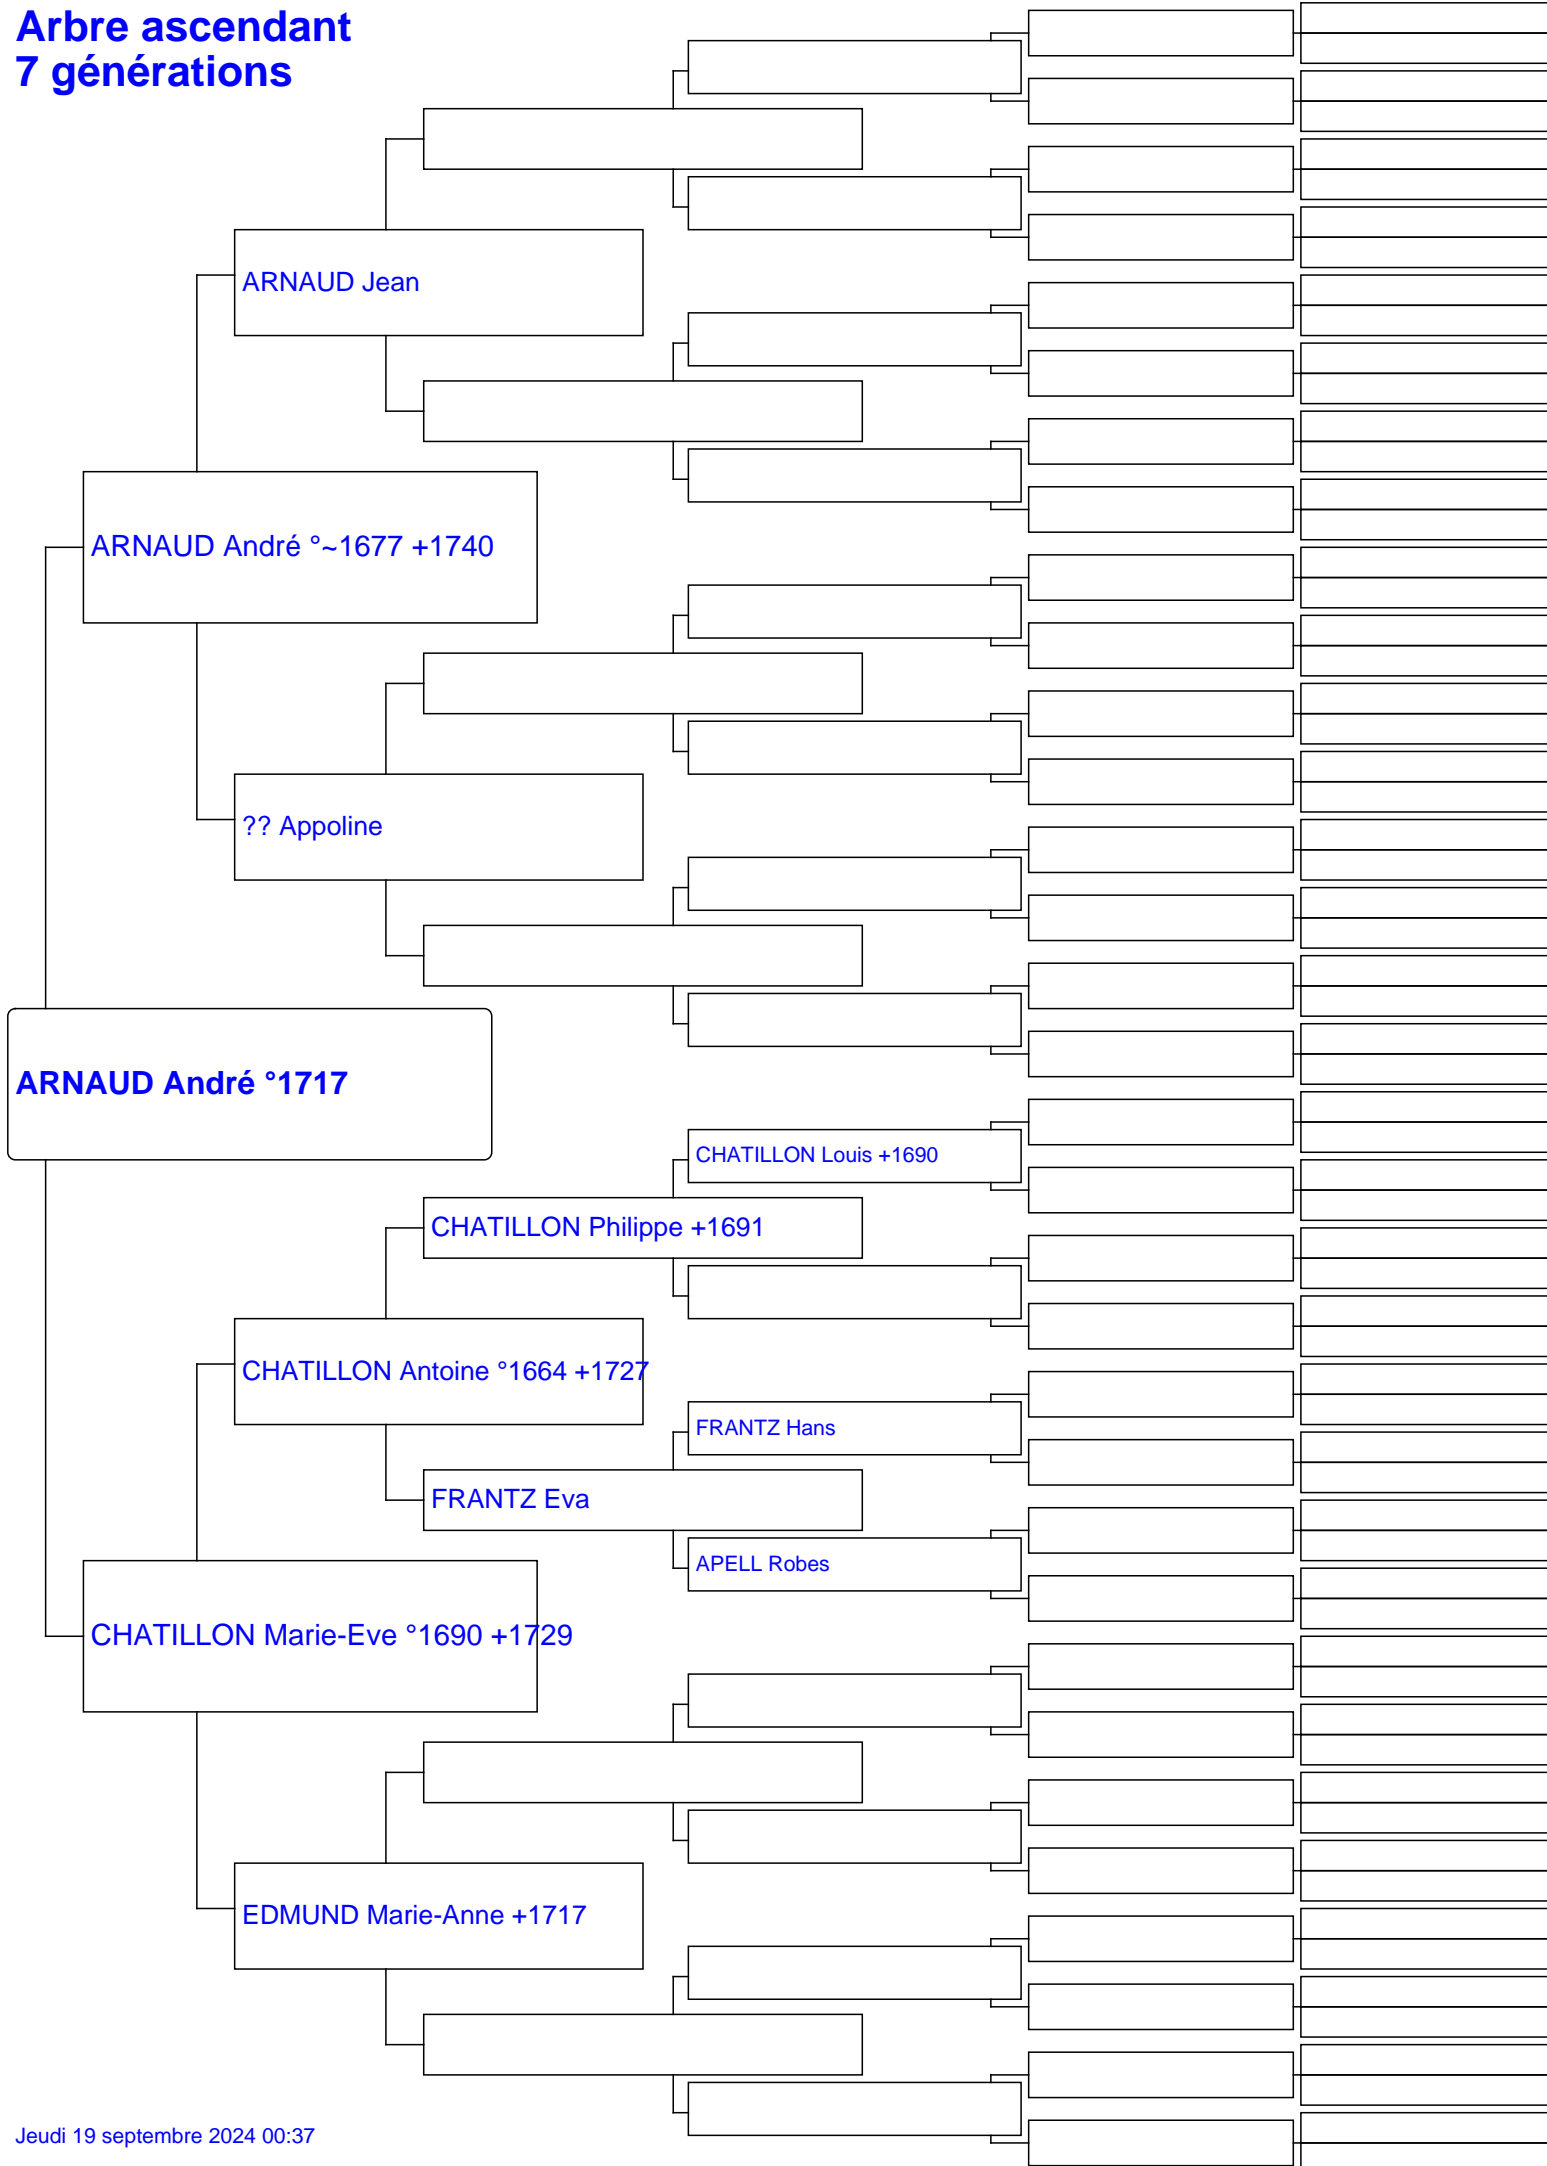 Arbre ascendant
7 générations
ARNAUD Jean
ARNAUD André °~1677 +1740
?? Appoline
ARNAUD André °1717
CHATILLON Louis +1690
CHATILLON Philippe +1691
CHATILLON Antoine °1664 +1727
FRANTZ Hans
FRANTZ Eva
APELL Robes
CHATILLON Marie-Eve °1690 +1729
EDMUND Marie-Anne +1717
Jeudi 19 septembre 2024 00:37